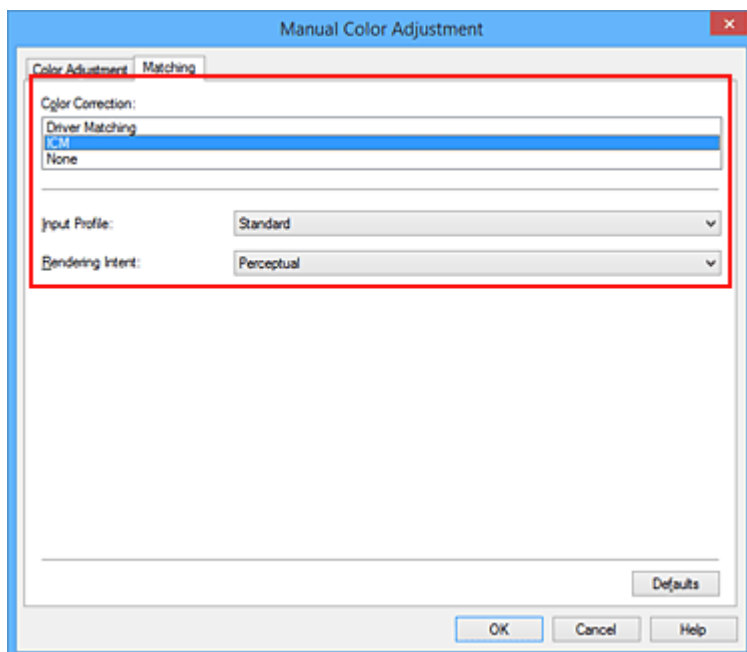 Manual Color Adjustment
Color Adjustment Matching
Color Correction:
Driver Matching
ICM
None
Input Profile: Standard
Rendering Intent: Perceptual
Defaults
OK Cancel Help